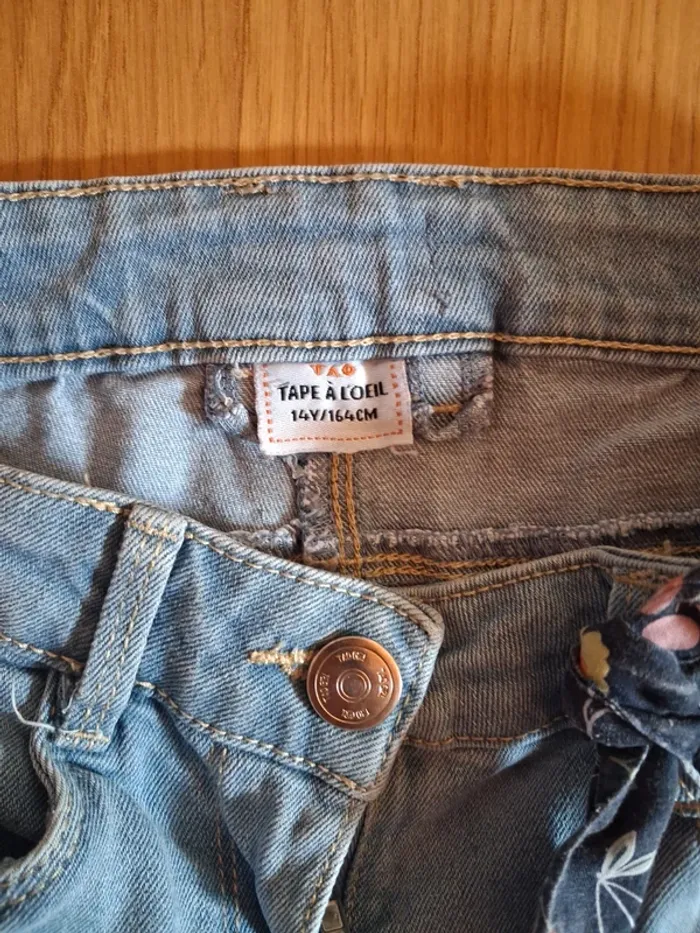 TAO
TAPE À L'OEIL
14Y/164CM